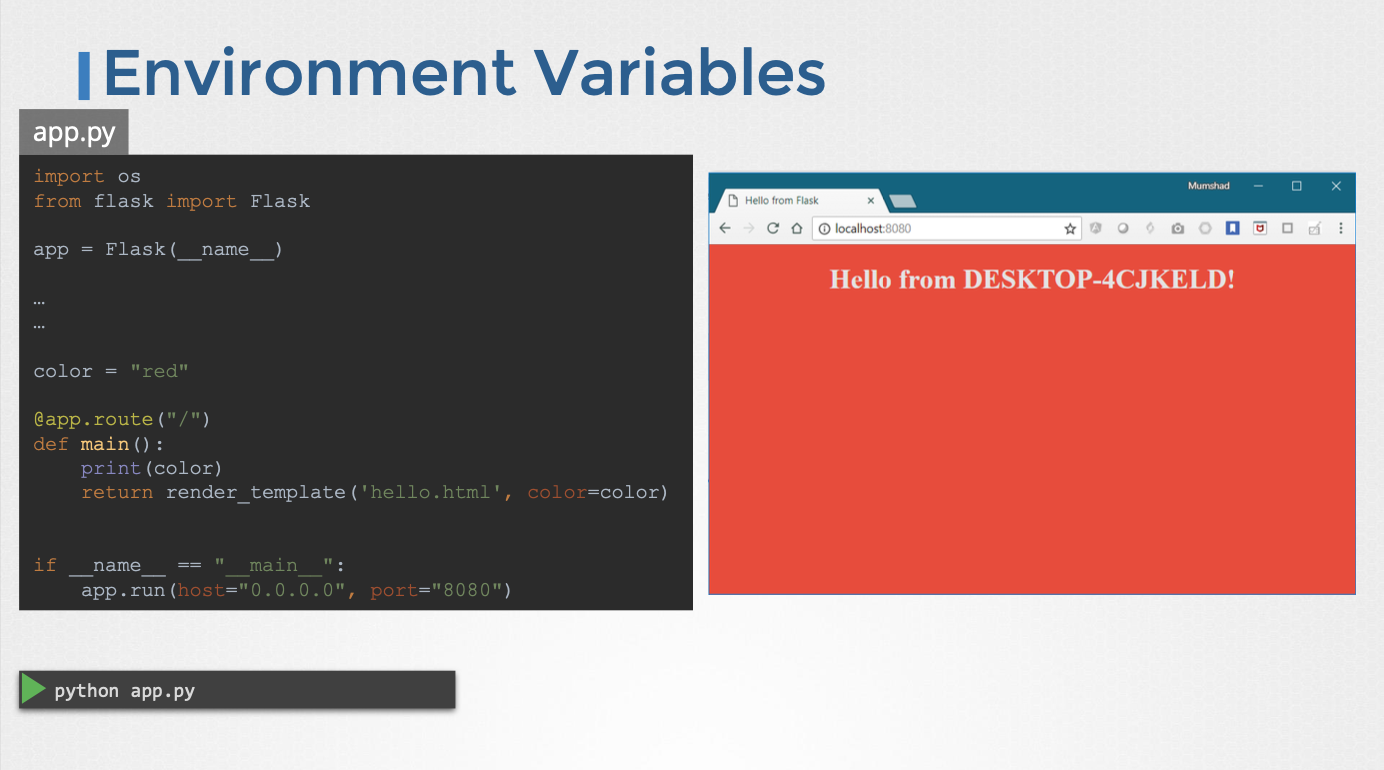 Environment Variables
app.py
import os
from flask import Flask
app = Flask(__name__)
…
…
color = "red"
@app.route("/")
def main():
    print(color)
    return render_template('hello.html', color=color)
if __name__ == "__main__":
    app.run(host="0.0.0.0", port="8080")
python app.py
Mumshad
Hello from Flask
localhost:8080
Hello from DESKTOP-4CJKELD!